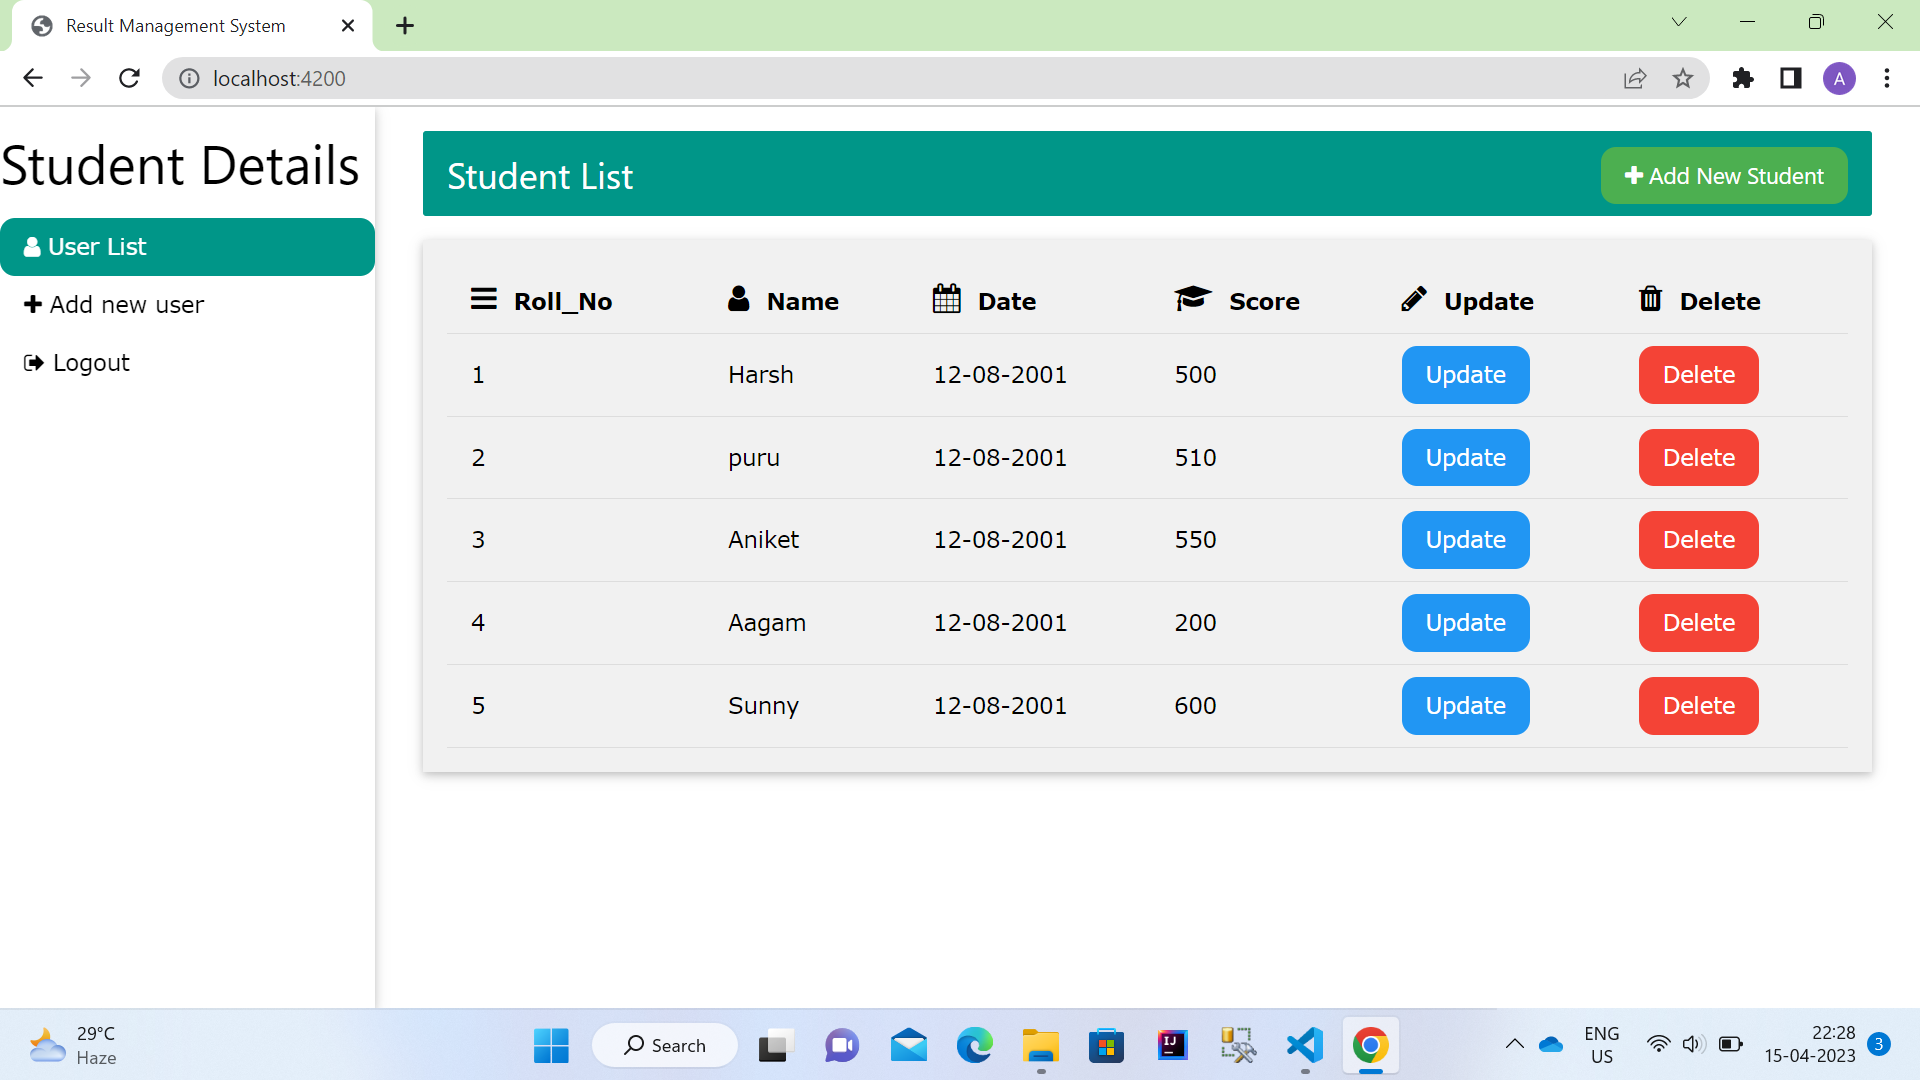 Result Management System
localhost:4200
A
Student Details
User List
Add new user
Logout
Student List
Add New Student
Roll_No Name Date Score Update Delete
1 Harsh 12-08-2001 500 Update Delete
2 puru 12-08-2001 510 Update Delete
3 Aniket 12-08-2001 550 Update Delete
4 Aagam 12-08-2001 200 Update Delete
5 Sunny 12-08-2001 600 Update Delete
29°C
Haze
Search
IJ
ENG
US
22:28
15-04-2023
3